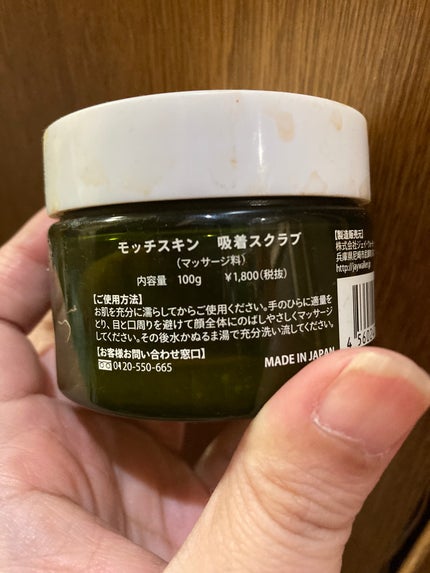 モッチスキン 吸着スクラブ
(マッサージ料)
内容量 100g ¥1,800(税抜)
【ご使用方法】
お肌を充分に濡らしてからご使用ください。手のひらに適量を
とり、目と口周りを避けて顔全体にのばしやさしくマッサージ
してください。その後水かぬるま湯で充分洗い流してください。
【お客様お問い合わせ窓口】
0120-550-665
MADE IN JAPAN
【製造販売元】
株式会社ジェイ・ウォ
兵庫県尼崎市
http://jaywalker.jp